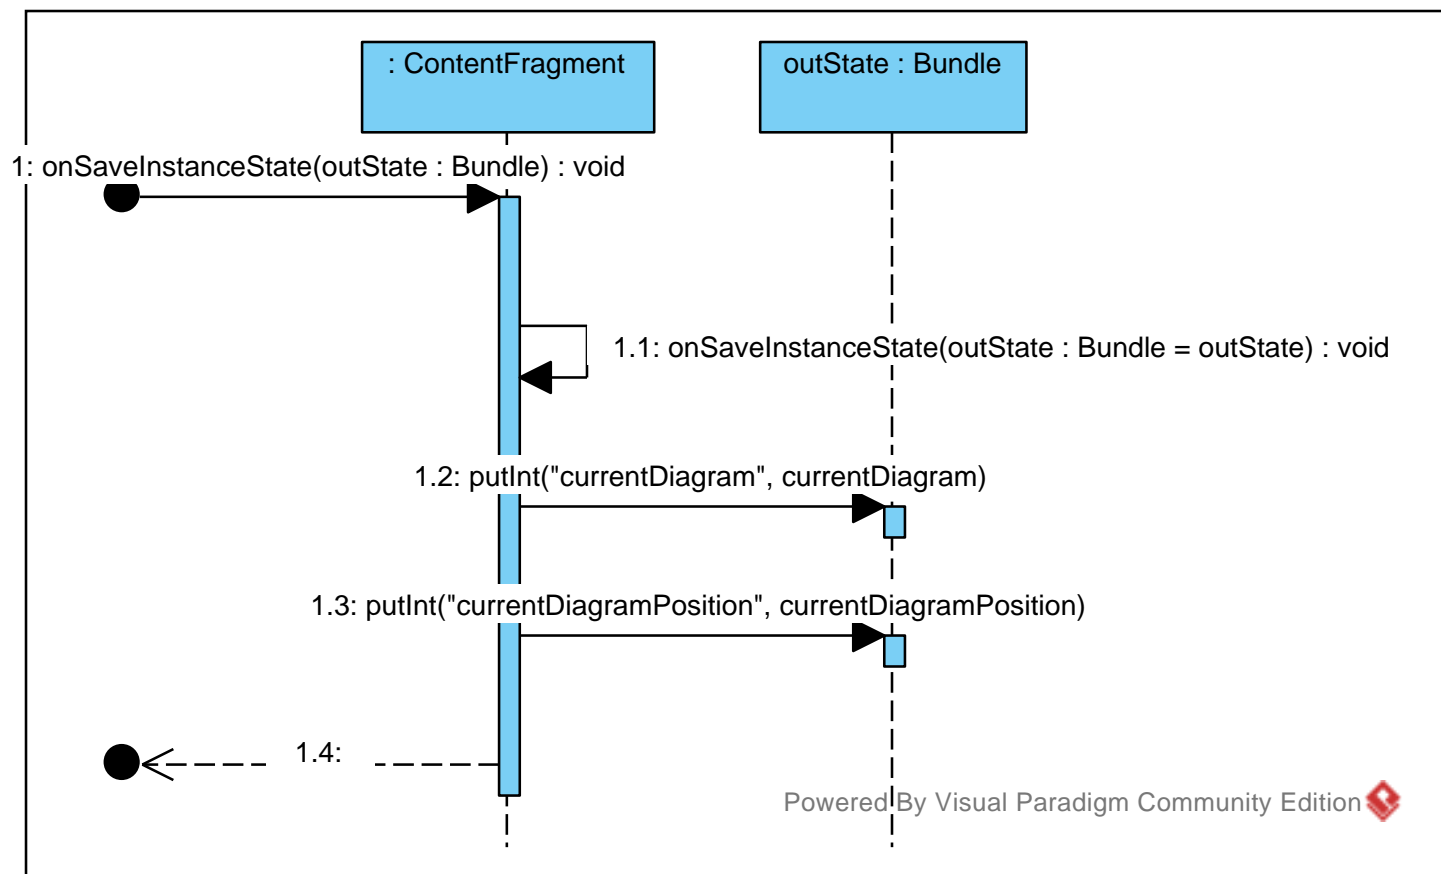 : ContentFragment
outState : Bundle
1: onSaveInstanceState(outState : Bundle) : void
1.1: onSaveInstanceState(outState : Bundle = outState) : void
1.2: putInt("currentDiagram", currentDiagram)
1.3: putInt("currentDiagramPosition", currentDiagramPosition)
1.4:
Powered By Visual Paradigm Community Edition